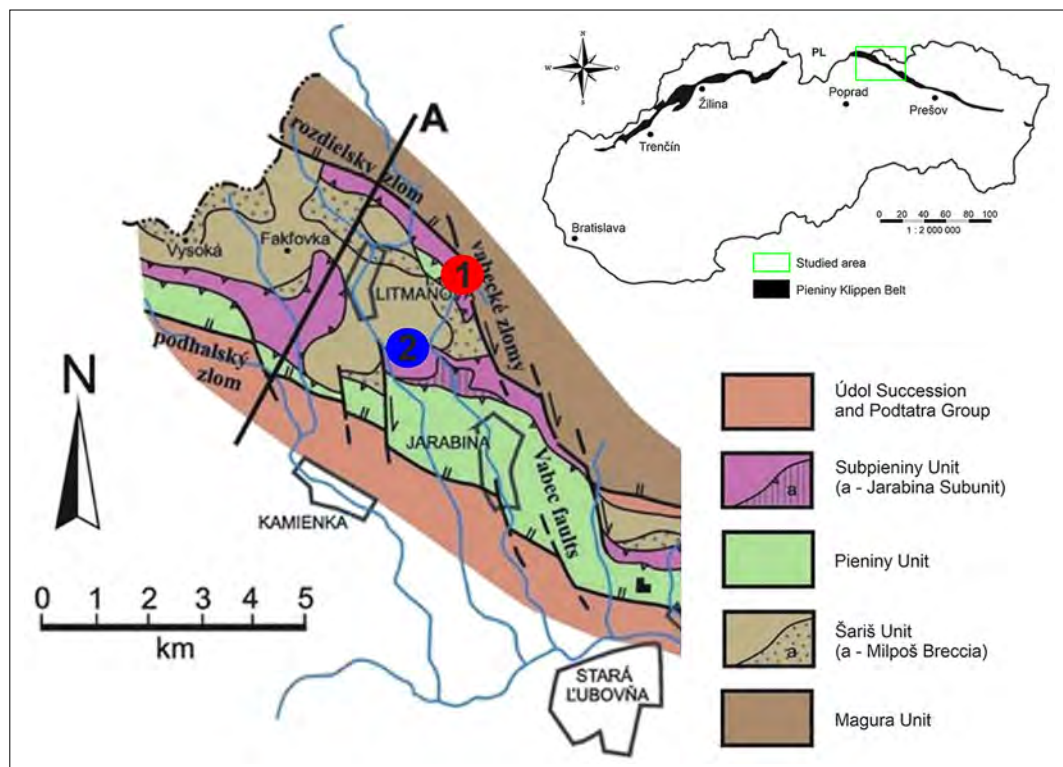 A
rozdielsky zlom
vabecké zlomy
Vysoká
Fakľovka
1
2
podhalský
zlom
N
JARABINA
Vabec faults
KAMIENKA
0 1 2 3 4 5
km
STARÁ
ĽUBOVŇA
N
W
O
S
PL
Žilina
Trenčín
Poprad
Prešov
Bratislava
0 20 40 60 80 100
1 : 2 000 000
Studied area
Pieniny Klippen Belt
Údol Succession
and Podtatra Group
Subpieniny Unit
(a - Jarabina Subunit)
a
Pieniny Unit
Šariš Unit
(a - Milpoš Breccia)
a
Magura Unit